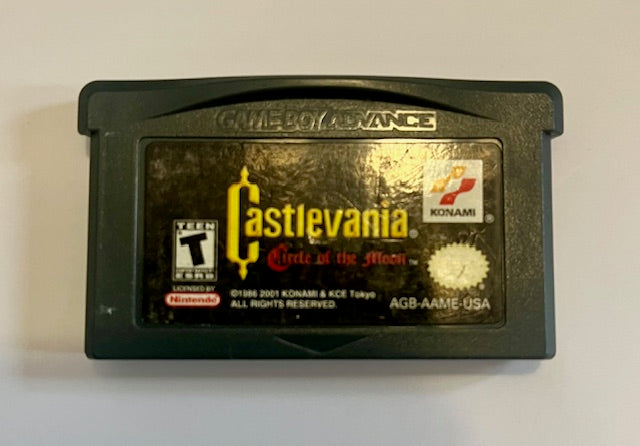 GAME BOY ADVANCE
KONAMI
®
Castlevania®
Circle of the Moon™
TEEN
T
ESRB
LICENSED BY
Nintendo
©1986 2001 KONAMI & KCE Tokyo
ALL RIGHTS RESERVED.
AGB-AAME-USA